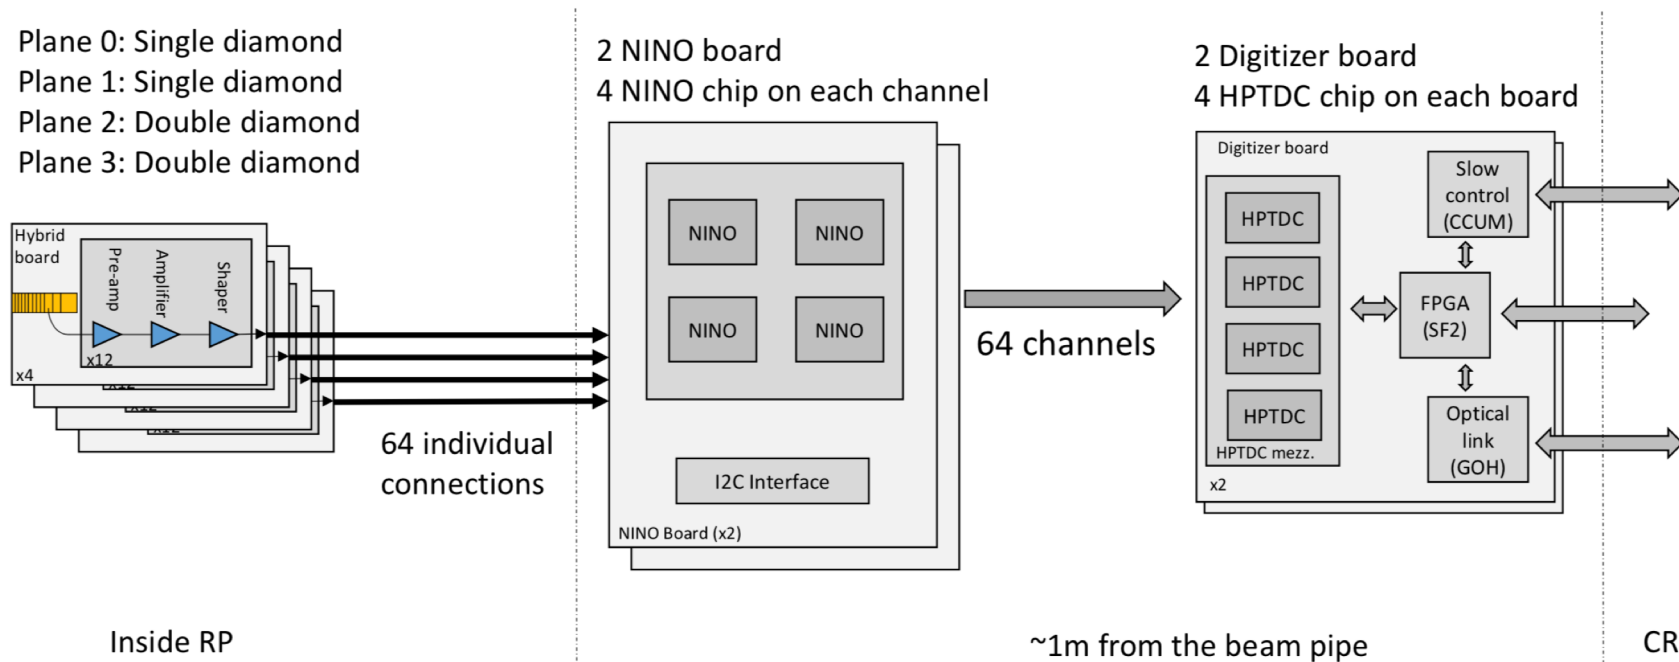 Plane 0: Single diamond
Plane 1: Single diamond
Plane 2: Double diamond
Plane 3: Double diamond
Hybrid
board
Pre-amp
Amplifier
Shaper
x12
x4
x12
x12
x12
64 individual
connections
Inside RP
2 NINO board
4 NINO chip on each channel
NINO
NINO
NINO
NINO
I2C Interface
NINO Board (x2)
64 channels
2 Digitizer board
4 HPTDC chip on each board
Digitizer board
HPTDC
HPTDC
HPTDC
HPTDC
HPTDC mezz.
x2
Slow
control
(CCUM)
FPGA
(SF2)
Optical
link
(GOH)
~1m from the beam pipe
CR